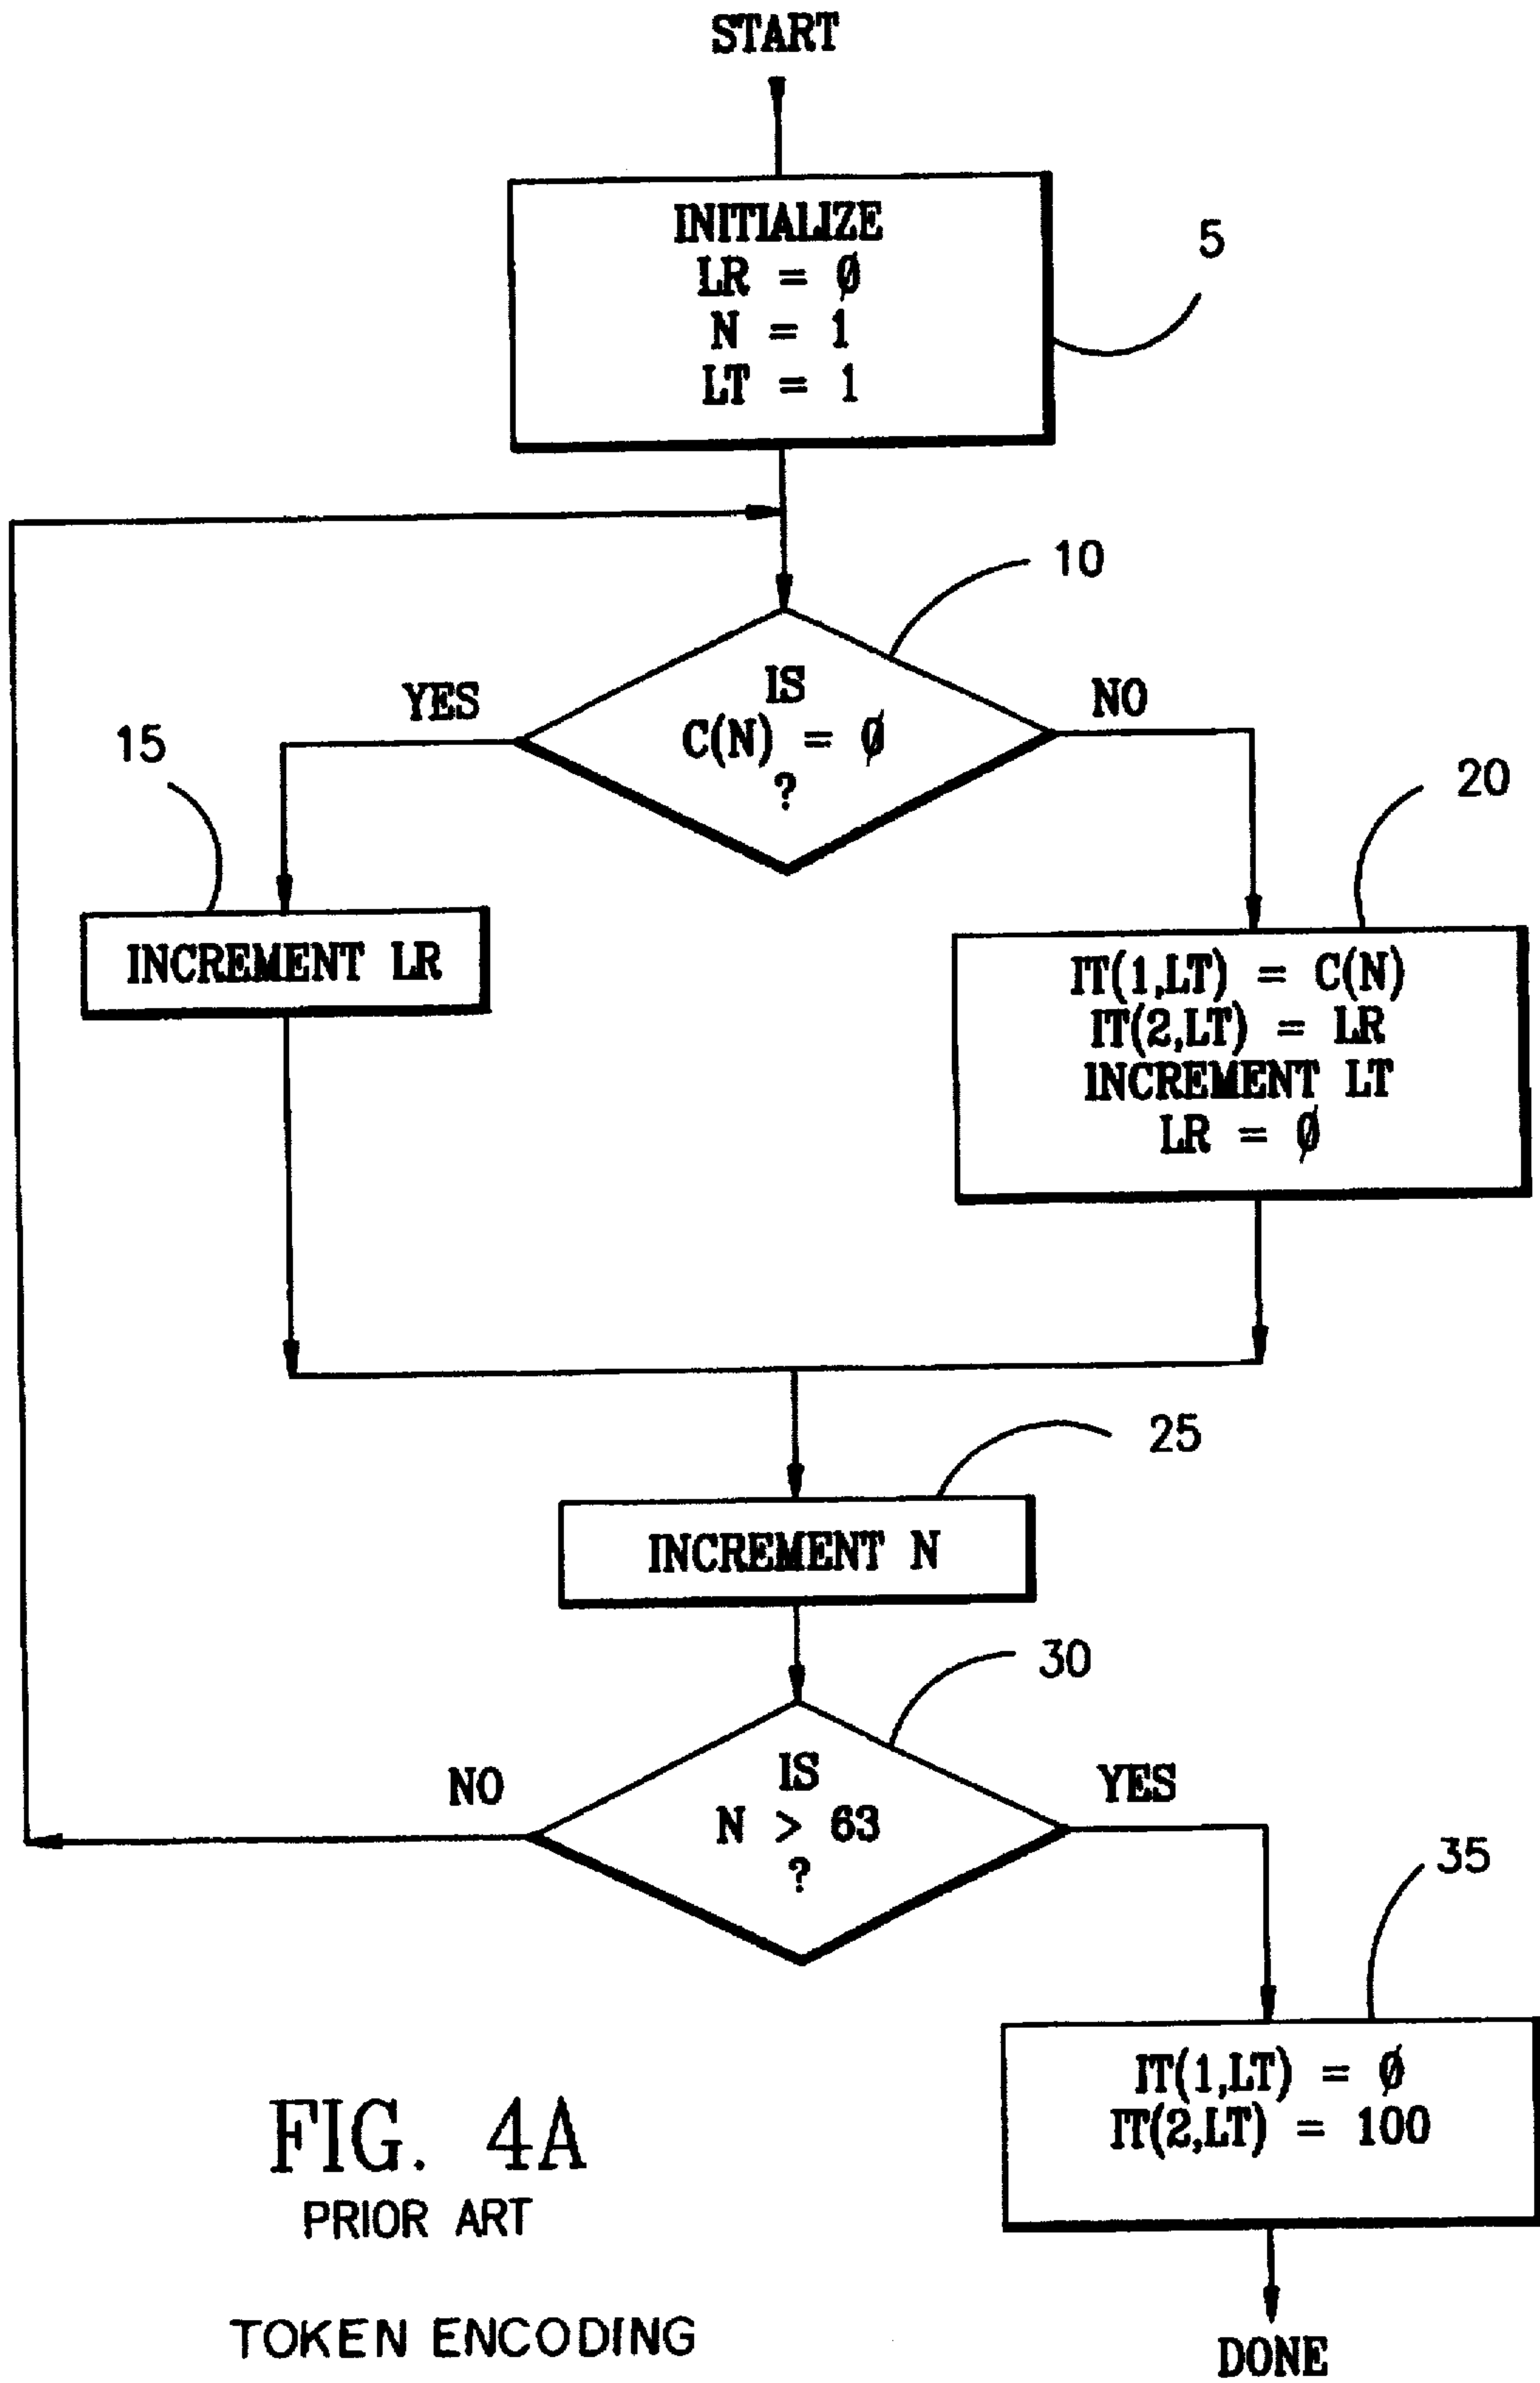 START
INITIALIZE
LR = Ø
N = 1
LT = 1
5
10
IS
C(N) = Ø
?
YES
NO
15
20
INCREMENT LR
IT(1,LT) = C(N)
IT(2,LT) = LR
INCREMENT LT
LR = Ø
25
INCREMENT N
30
IS
N > 63
?
NO
YES
35
IT(1,LT) = Ø
IT(2,LT) = 100
FIG. 4A
PRIOR ART
TOKEN ENCODING
DONE